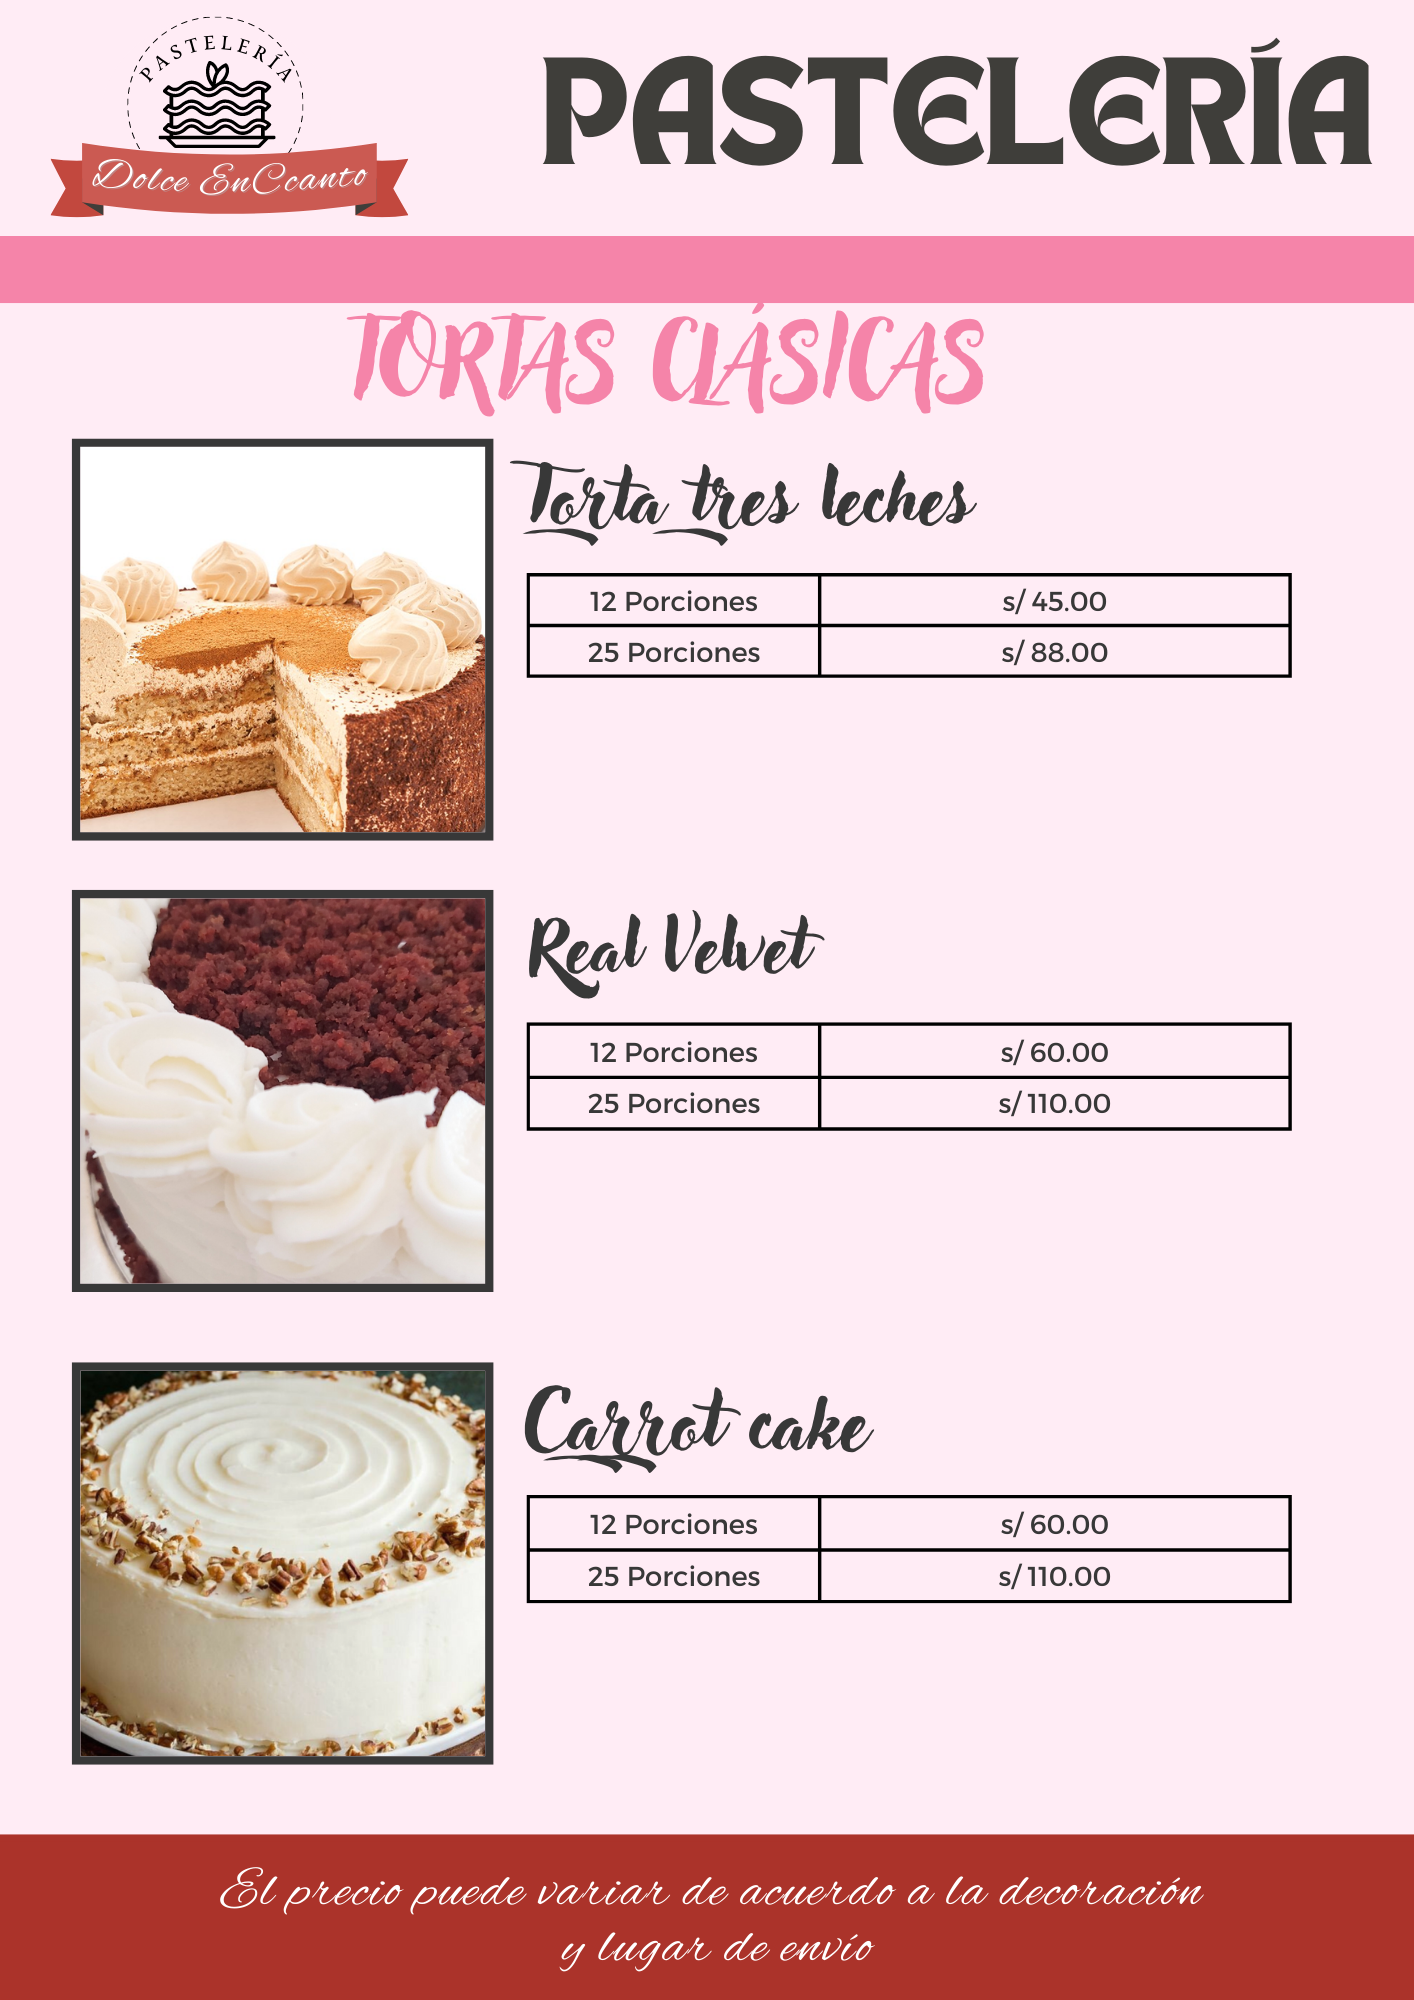 PASTELERÍA
Dolce EnCcanto
PASTELERÍA
TORTAS CLÁSICAS
Torta tres leches
12 Porciones s/ 45.00
25 Porciones s/ 88.00
Real Velvet
12 Porciones s/ 60.00
25 Porciones s/ 110.00
Carrot cake
12 Porciones s/ 60.00
25 Porciones s/ 110.00
El precio puede variar de acuerdo a la decoración
y lugar de envío